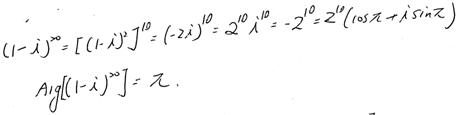 (1-i)^20 = [(1-i)^2]^10 = (-2i)^10 = 2^10 i^10 = -2^10 = 2^10 (cos π + i sin π)
Arg[(1-i)^20] = π.